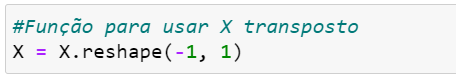 #Função para usar X transposto
X = X.reshape(-1, 1)